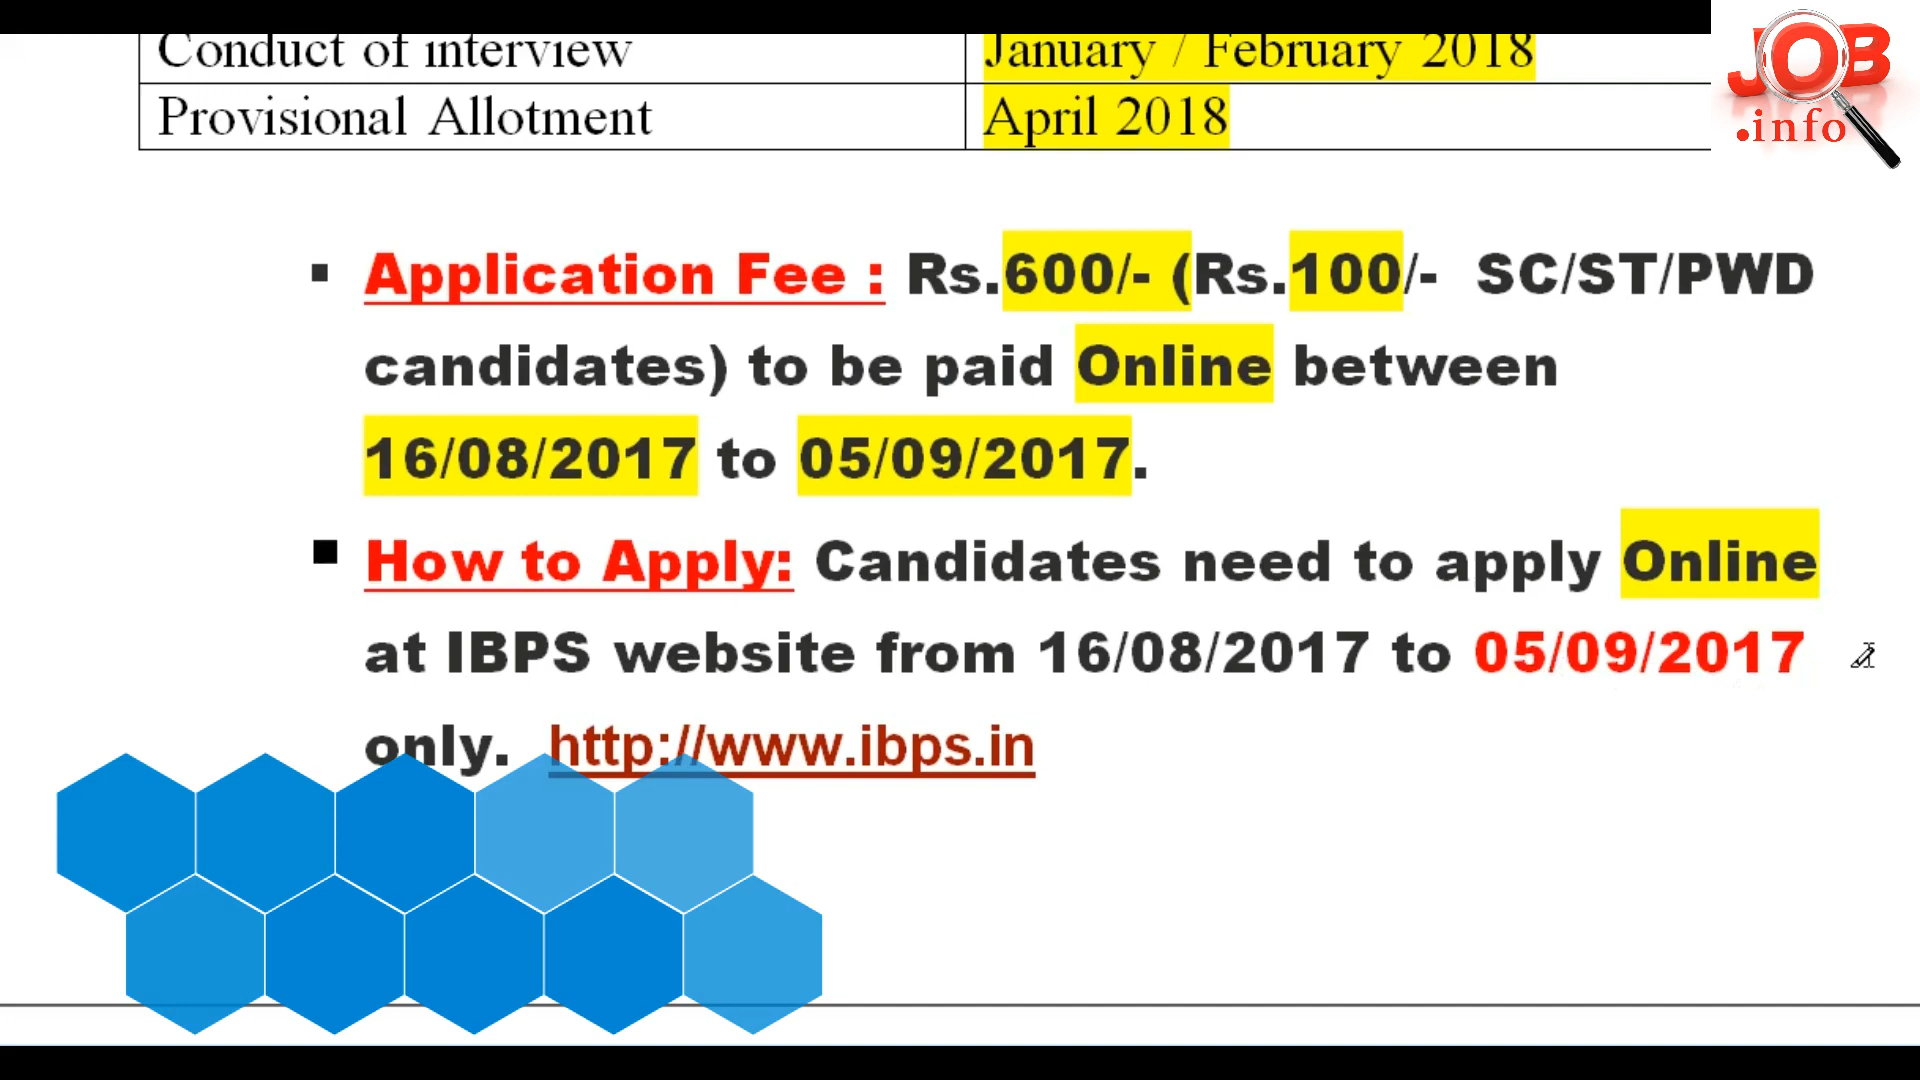 Conduct of interview January / February 2018
Provisional Allotment April 2018
JOB
.info
▪ Application Fee : Rs.600/- (Rs.100/- SC/ST/PWD
candidates) to be paid Online between
16/08/2017 to 05/09/2017.
■ How to Apply: Candidates need to apply Online
at IBPS website from 16/08/2017 to 05/09/2017
only. http://www.ibps.in